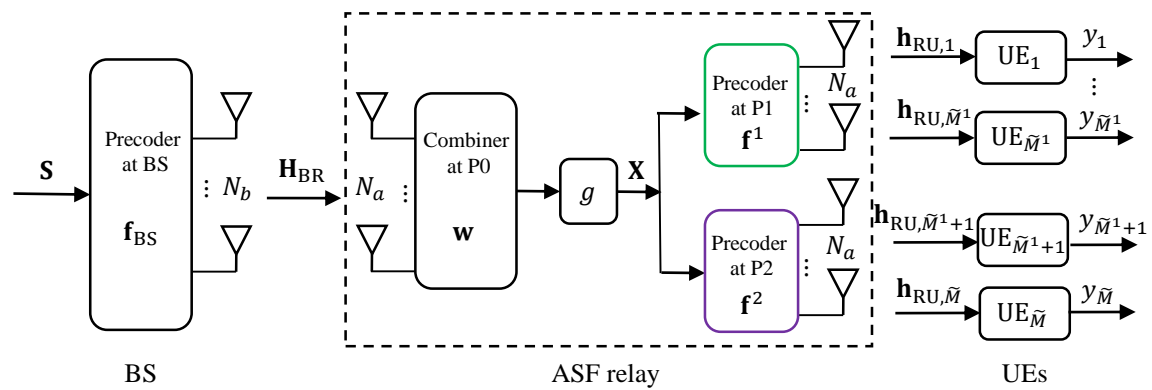 S
Precoder
at BS
f_BS
⋮ N_b
H_BR
N_a ⋮
Combiner
at P0
w
g
X
Precoder
at P1
f^1
N_a
⋮
Precoder
at P2
f^2
N_a
⋮
h_RU,1
UE_1
y_1
⋮
h_RU,M̃^1
UE_M̃^1
y_M̃^1
h_RU,M̃^1+1
UE_M̃^1+1
y_M̃^1+1
h_RU,M̃
UE_M̃
y_M̃
BS
ASF relay
UEs